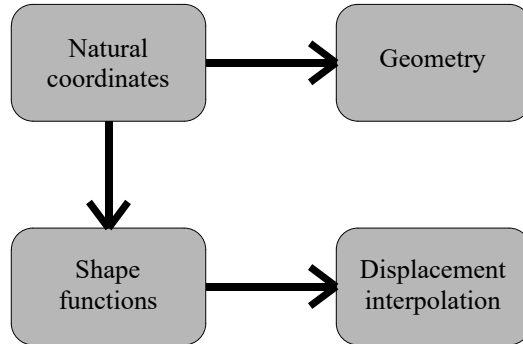 Natural
coordinates
Geometry
Shape
functions
Displacement
interpolation